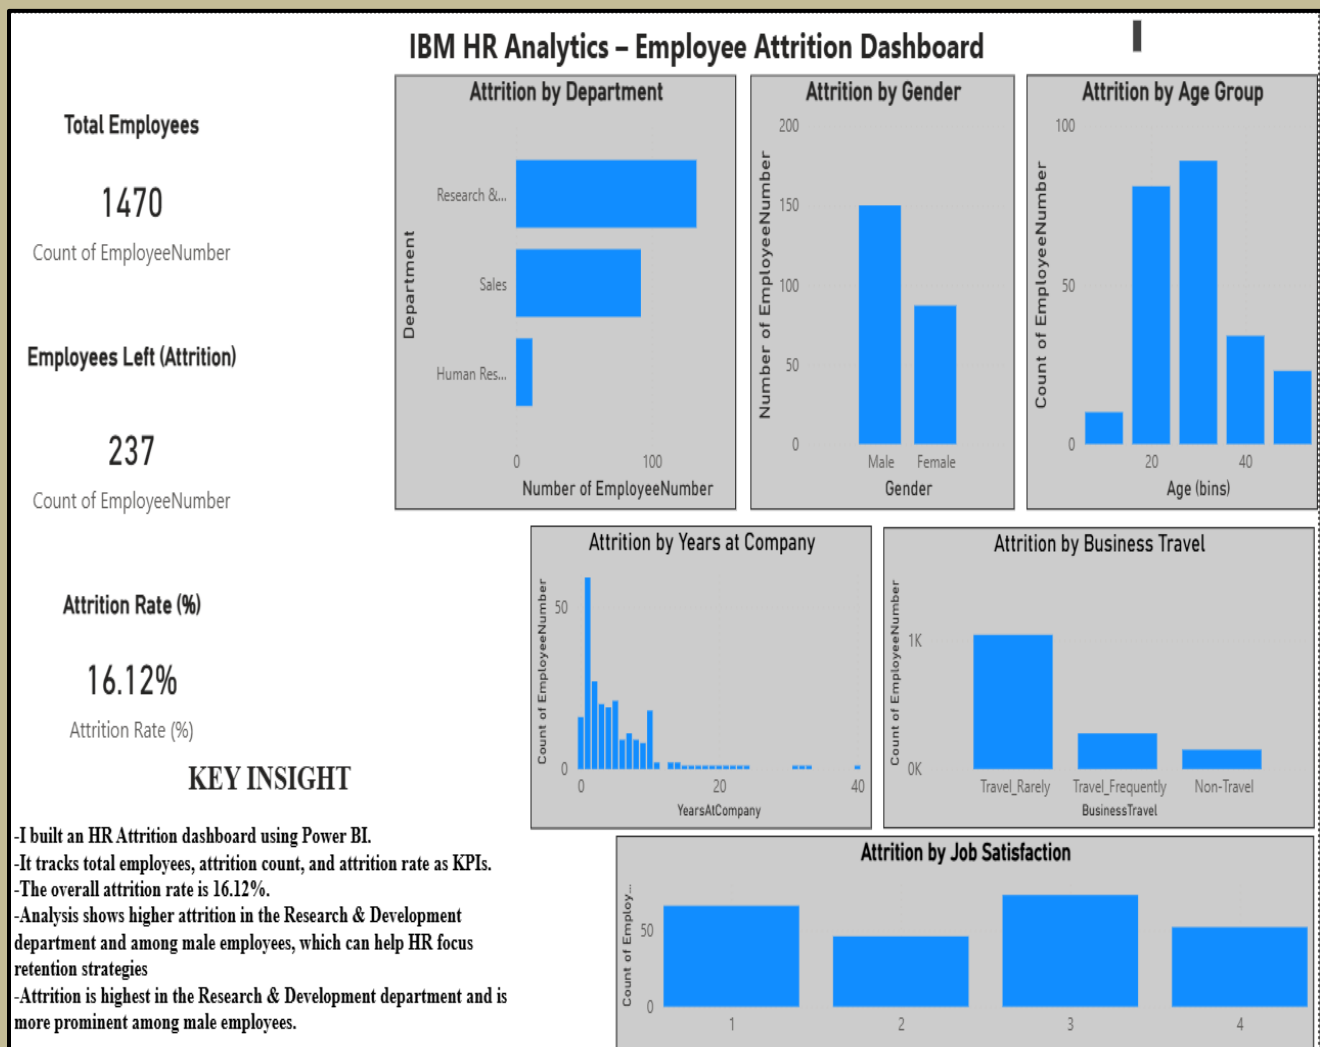 IBM HR Analytics – Employee Attrition Dashboard
Total Employees
1470
Count of EmployeeNumber
Employees Left (Attrition)
237
Count of EmployeeNumber
Attrition Rate (%)
16.12%
Attrition Rate (%)
KEY INSIGHT
-I built an HR Attrition dashboard using Power BI.
-It tracks total employees, attrition count, and attrition rate as KPIs.
-The overall attrition rate is 16.12%.
-Analysis shows higher attrition in the Research & Development
department and among male employees, which can help HR focus
retention strategies
-Attrition is highest in the Research & Development department and is
more prominent among male employees.
Attrition by Department
Department
Research &...
Sales
Human Res...
0 100
Number of EmployeeNumber
Attrition by Gender
Number of EmployeeNumber
200
150
100
50
0
Male Female
Gender
Attrition by Age Group
Count of EmployeeNumber
100
50
0
20 40
Age (bins)
Attrition by Years at Company
Count of EmployeeNumber
50
0
0 20 40
YearsAtCompany
Attrition by Business Travel
Count of EmployeeNumber
1K
0K
Travel_Rarely Travel_Frequently Non-Travel
BusinessTravel
Attrition by Job Satisfaction
Count of Employ...
50
0
1 2 3 4